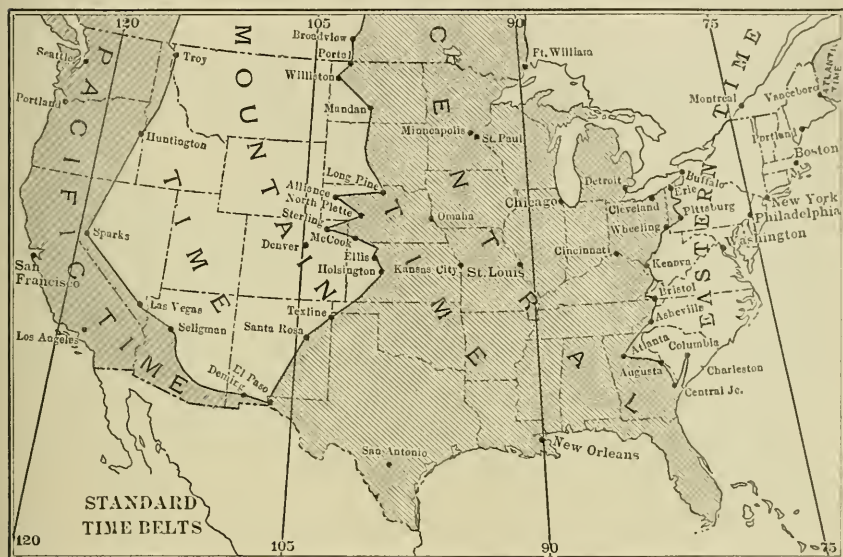 120
105
90
75
PACIFIC TIME
MOUNTAIN TIME
CENTRAL TIME
EASTERN TIME
ATLANTIC TIME
Seattle
Troy
Broadview
Portal
Williston
Ft. William
Portland
Mandan
Minneapolis
St. Paul
Montreal
Vanceboro
Portland
Huntington
Boston
Long Pine
Alliance
North Platte
Sterling
McCook
Omaha
Chicago
Detroit
Buffalo
Erie
Cleveland
Pittsburg
New York
Philadelphia
Wheeling
Washington
Sparks
Denver
Ellis
Hoisington
Kansas City
St. Louis
Cincinnati
Kenova
San
Francisco
Las Vegas
Seligman
Texline
Santa Rosa
Bristol
Asheville
Los Angeles
Atlanta
Columbia
Augusta
Charleston
Central Jc.
El Paso
Deming
San Antonio
New Orleans
STANDARD
TIME BELTS
120
105
90
75